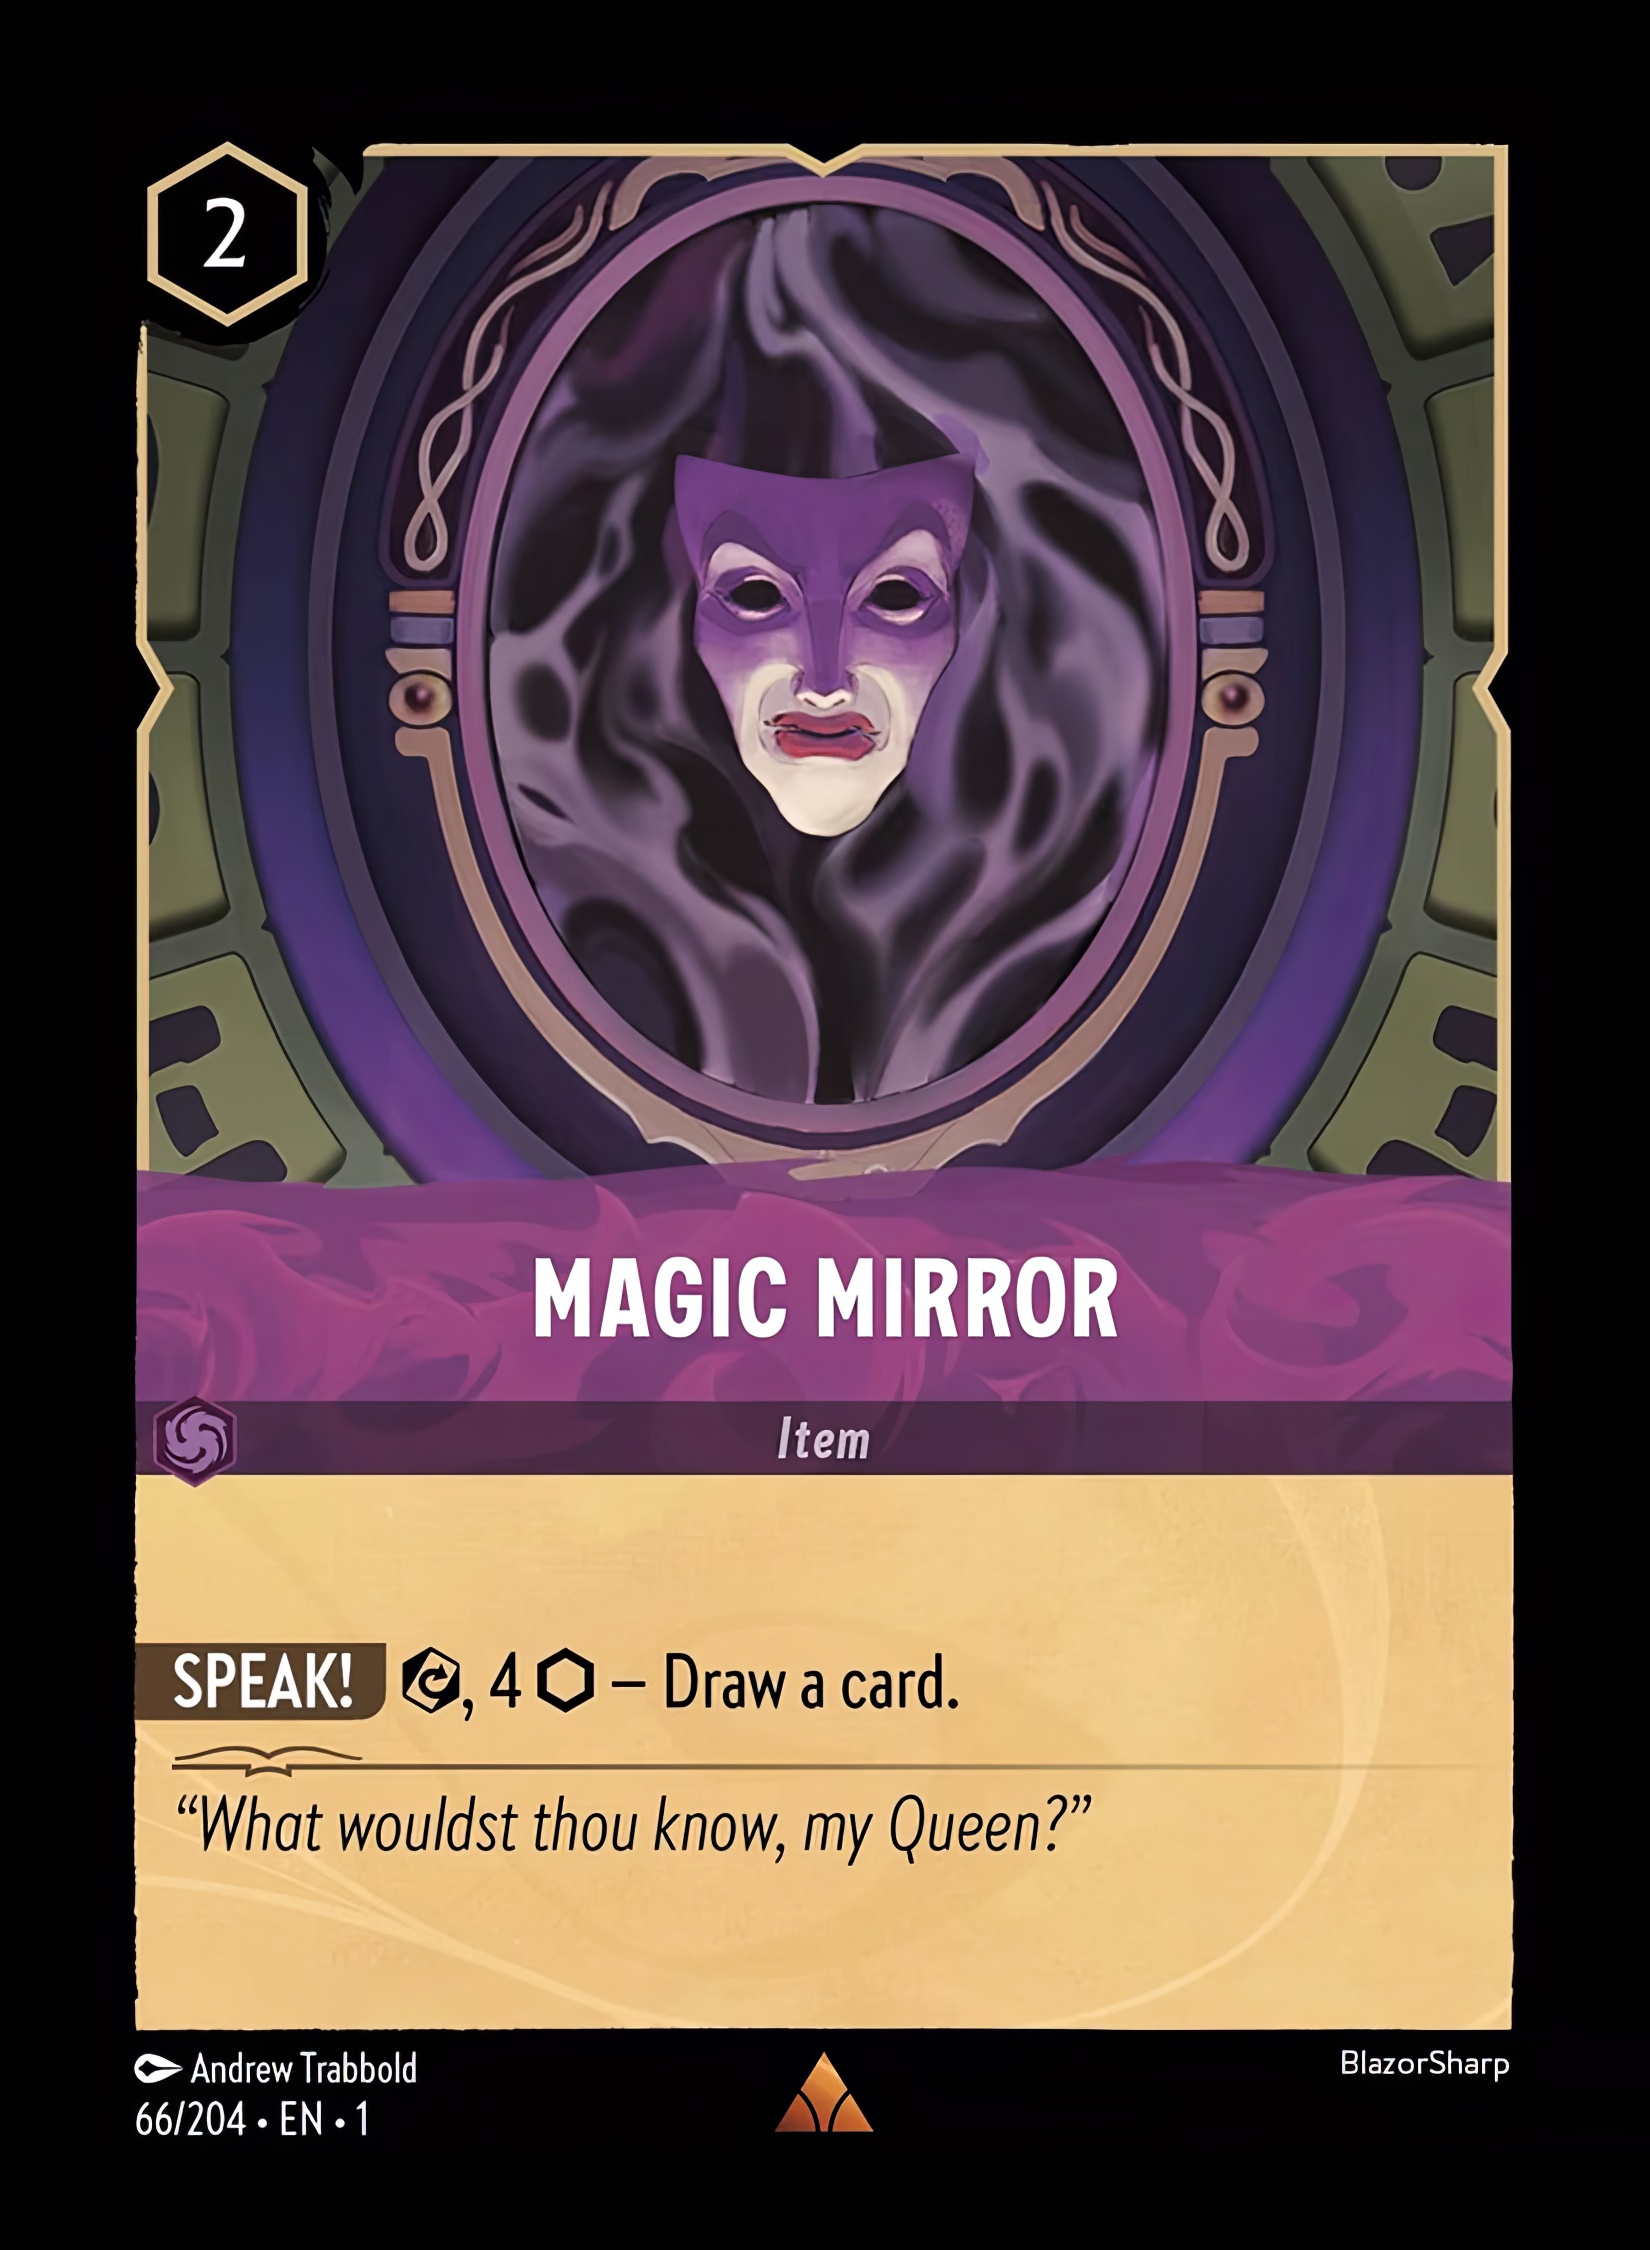 2
MAGIC MIRROR
Item
SPEAK! , 4 – Draw a card.
“What wouldst thou know, my Queen?”
Andrew Trabbold
BlazorSharp
66/204 • EN • 1